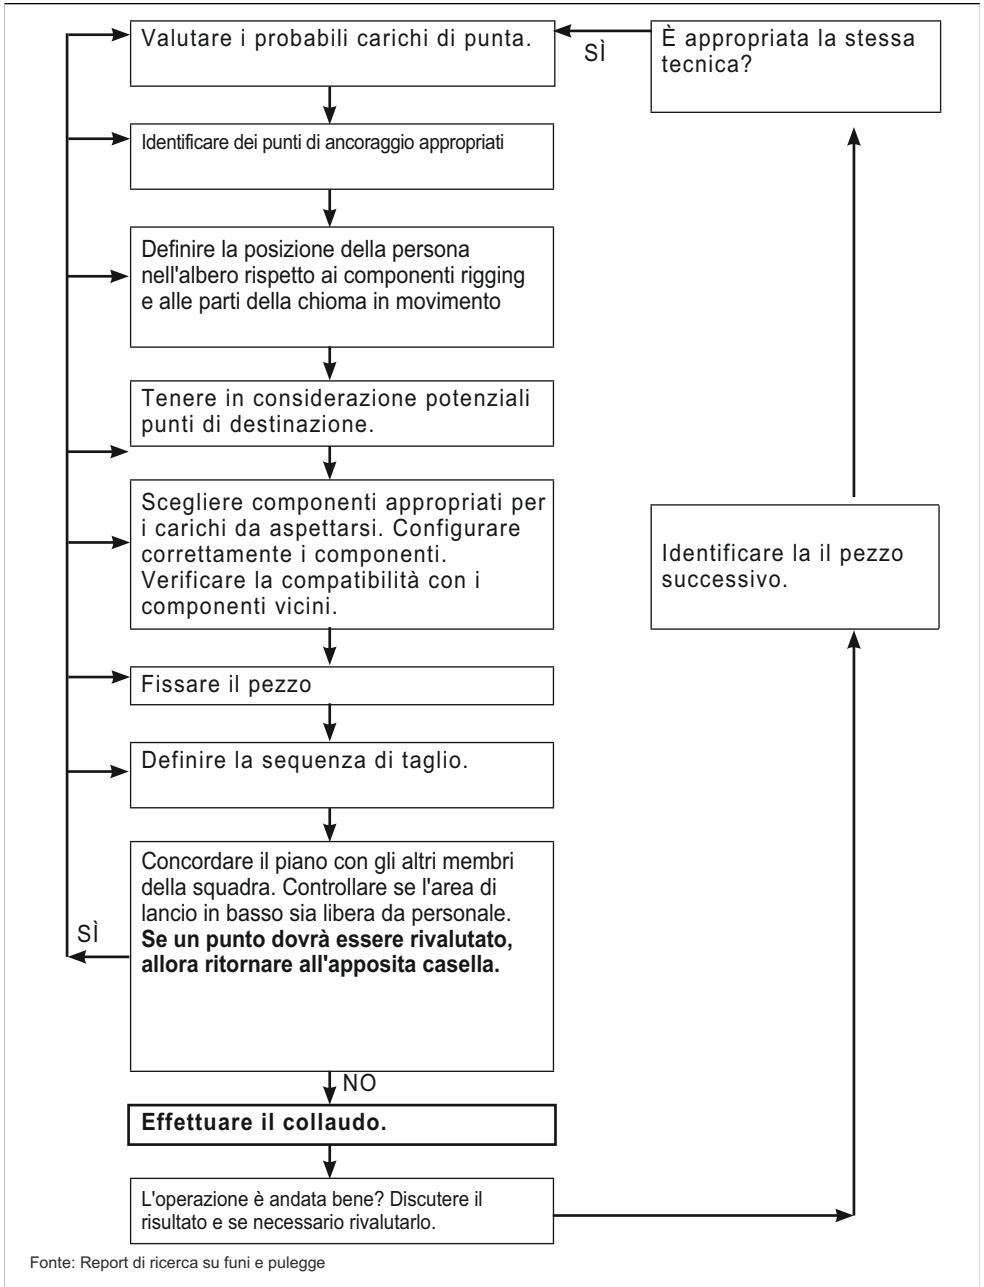 Valutare i probabili carichi di punta.
SÌ
È appropriata la stessa
tecnica?
Identificare dei punti di ancoraggio appropriati
Definire la posizione della persona
nell'albero rispetto ai componenti rigging
e alle parti della chioma in movimento
Tenere in considerazione potenziali
punti di destinazione.
Scegliere componenti appropriati per
i carichi da aspettarsi. Configurare
correttamente i componenti.
Verificare la compatibilità con i
componenti vicini.
Identificare la il pezzo
successivo.
Fissare il pezzo
Definire la sequenza di taglio.
Concordare il piano con gli altri membri
della squadra. Controllare se l'area di
lancio in basso sia libera da personale.
Se un punto dovrà essere rivalutato,
allora ritornare all'apposita casella.
SÌ
NO
Effettuare il collaudo.
L'operazione è andata bene? Discutere il
risultato e se necessario rivalutarlo.
Fonte: Report di ricerca su funi e pulegge